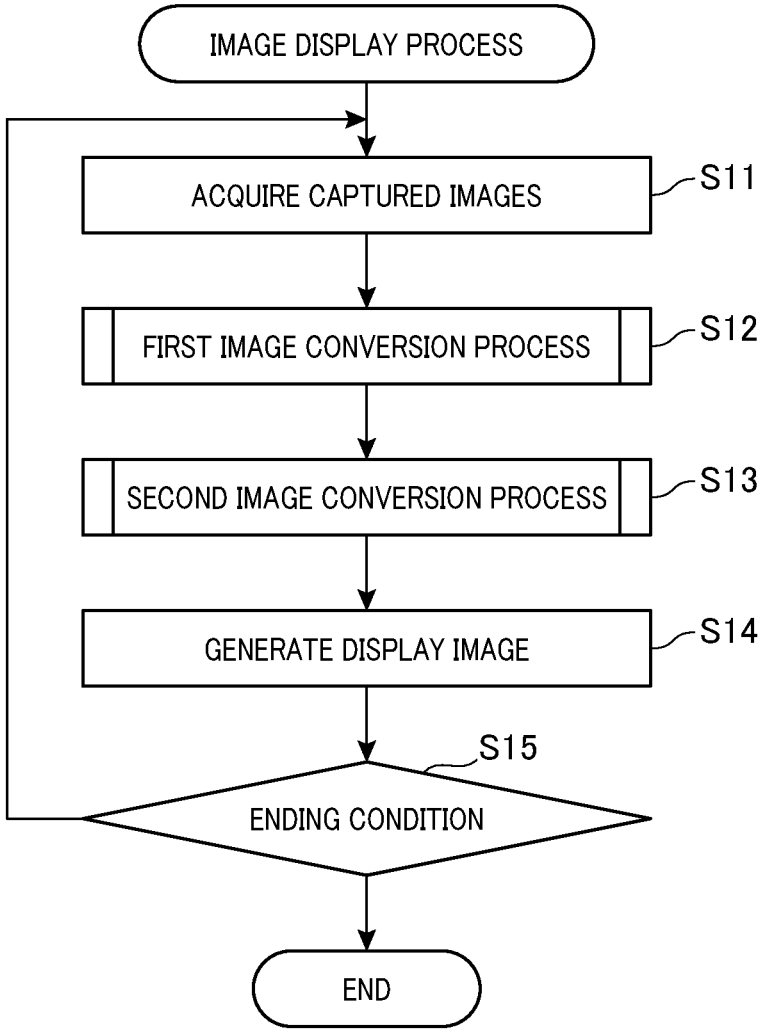 IMAGE DISPLAY PROCESS
ACQUIRE CAPTURED IMAGES
S11
FIRST IMAGE CONVERSION PROCESS
S12
SECOND IMAGE CONVERSION PROCESS
S13
GENERATE DISPLAY IMAGE
S14
S15
ENDING CONDITION
END